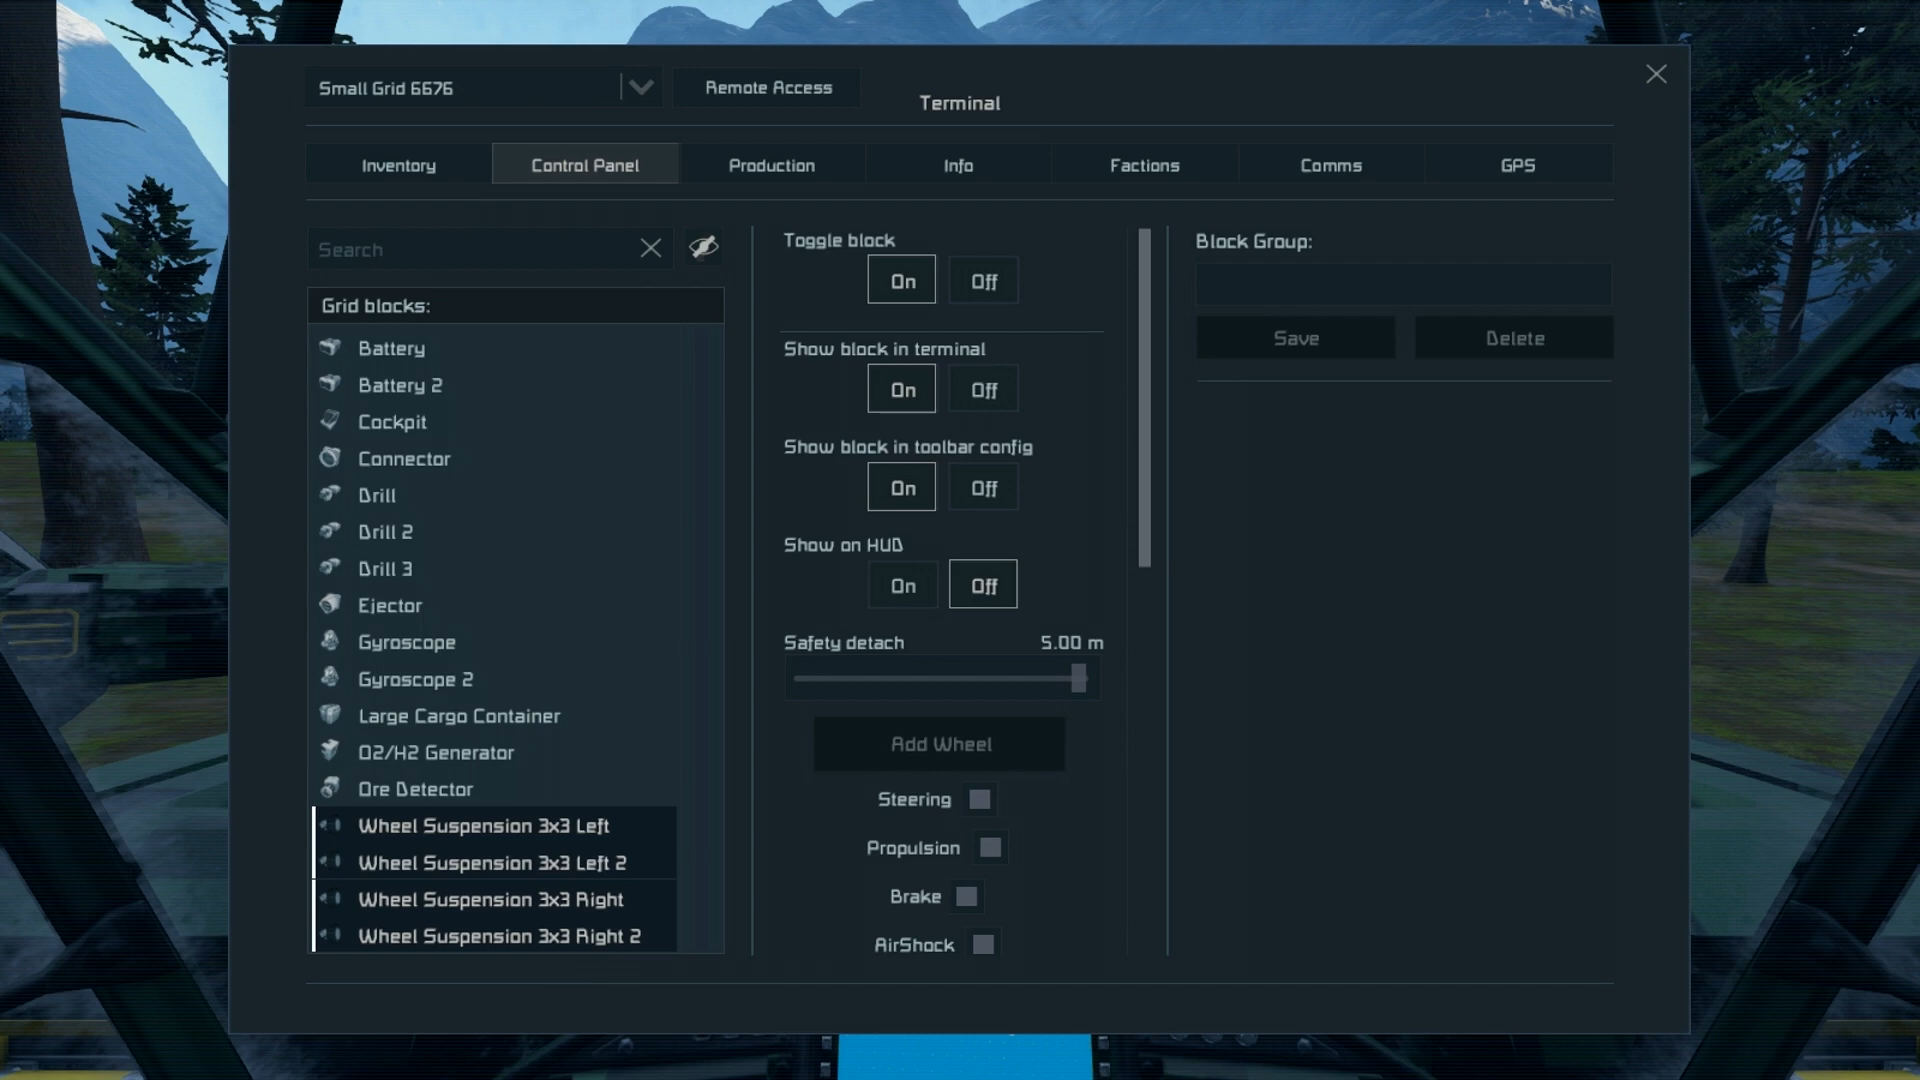 Small Grid 6676
Remote Access
Terminal
Inventory
Control Panel
Production
Info
Factions
Comms
GPS
Search
Grid blocks:
Battery
Battery 2
Cockpit
Connector
Drill
Drill 2
Drill 3
Ejector
Gyroscope
Gyroscope 2
Large Cargo Container
O2/H2 Generator
Ore Detector
Wheel Suspension 3x3 Left
Wheel Suspension 3x3 Left 2
Wheel Suspension 3x3 Right
Wheel Suspension 3x3 Right 2
Toggle block
On Off
Show block in terminal
On Off
Show block in toolbar config
On Off
Show on HUD
On Off
Safety detach 5.00 m
Add Wheel
Steering
Propulsion
Brake
AirShock
Block Group:
Save Delete